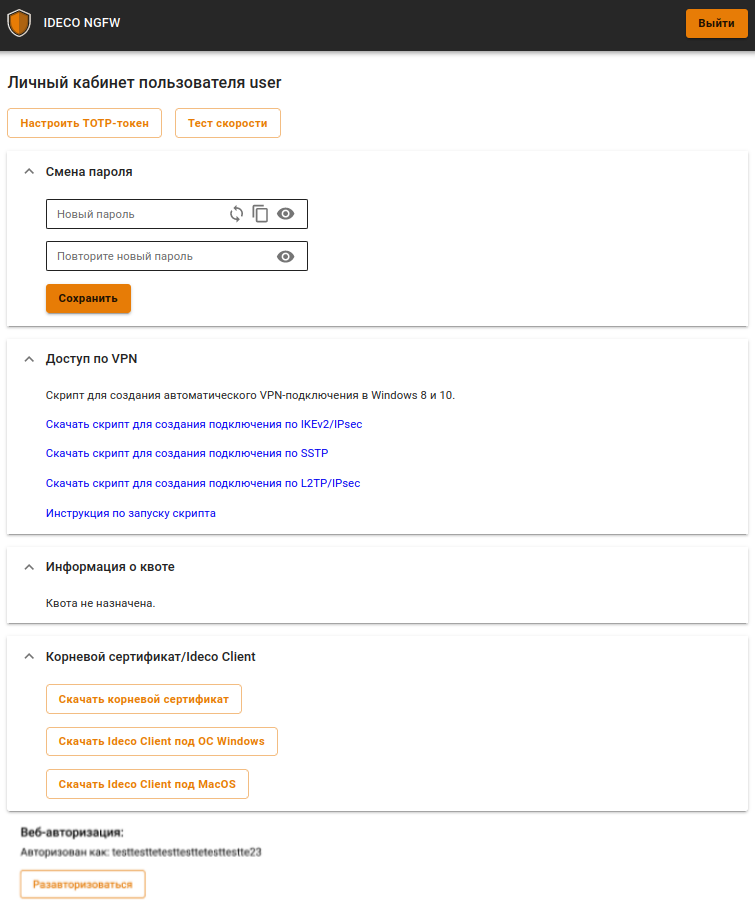 IDECO NGFW
Выйти
Личный кабинет пользователя user
Настроить TOTP-токен
Тест скорости
Смена пароля
Новый пароль
Повторите новый пароль
Сохранить
Доступ по VPN
Скрипт для создания автоматического VPN-подключения в Windows 8 и 10.
Скачать скрипт для создания подключения по IKEv2/IPsec
Скачать скрипт для создания подключения по SSTP
Скачать скрипт для создания подключения по L2TP/IPsec
Инструкция по запуску скрипта
Информация о квоте
Квота не назначена.
Корневой сертификат/Ideco Client
Скачать корневой сертификат
Скачать Ideco Client под ОС Windows
Скачать Ideco Client под MacOS
Веб-авторизация:
Авторизован как: testtesttetesttesttetesttestte23
Разавторизоваться